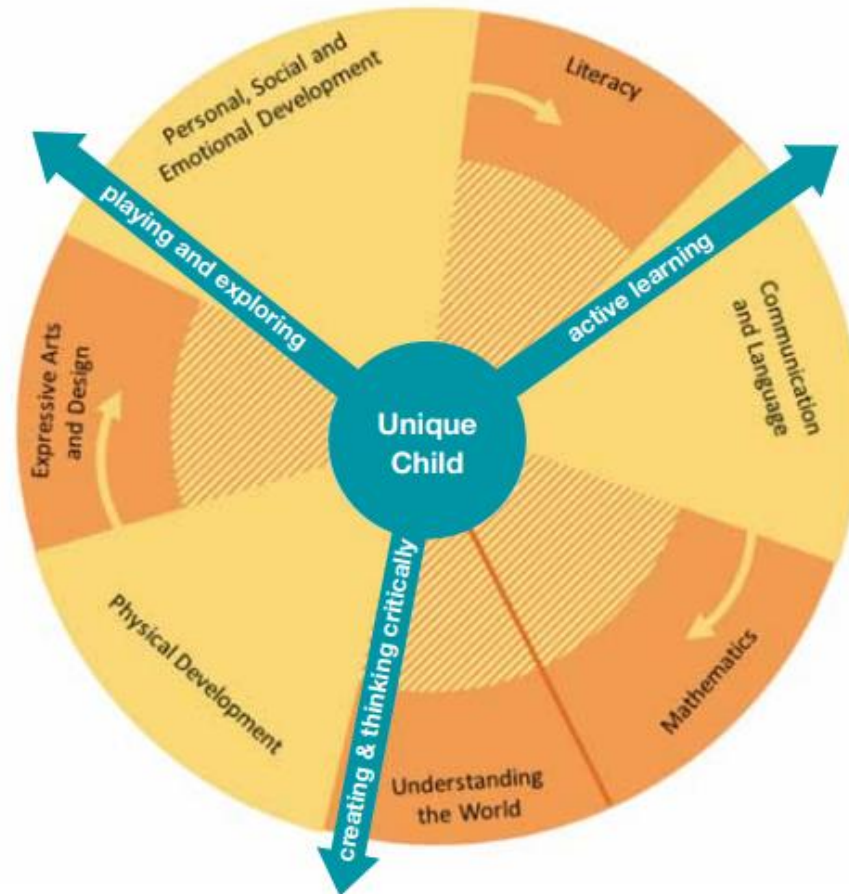 Personal, Social and
Emotional Development
Literacy
playing and exploring
active learning
Communication
and Language
Expressive Arts
and Design
Unique
Child
Physical Development
creating & thinking critically
Mathematics
Understanding
the World